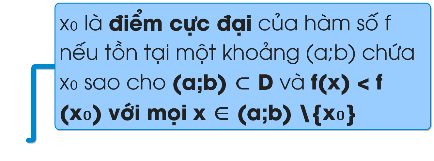 x₀ là điểm cực đại của hàm số f
nếu tồn tại một khoảng (a;b) chứa
x₀ sao cho (a;b) ⊂ D và f(x) < f
(x₀) với mọi x ∈ (a;b) \{x₀}